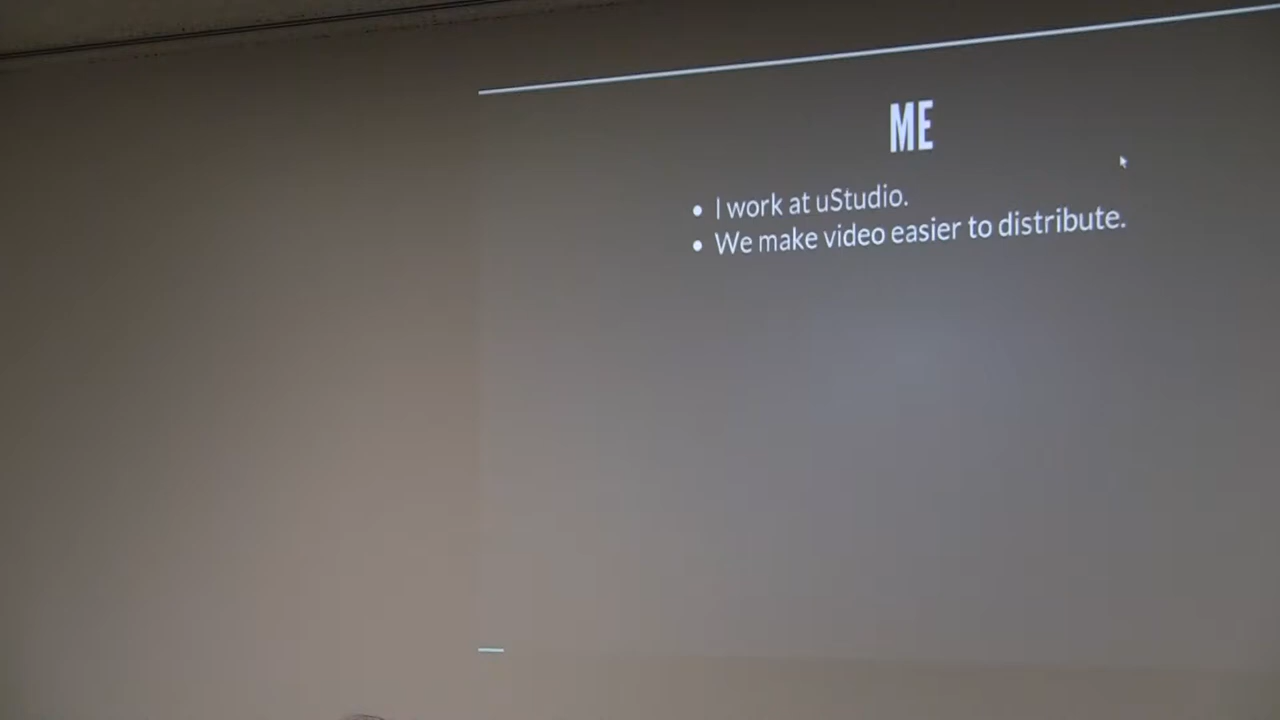 ME
• I work at uStudio.
• We make video easier to distribute.